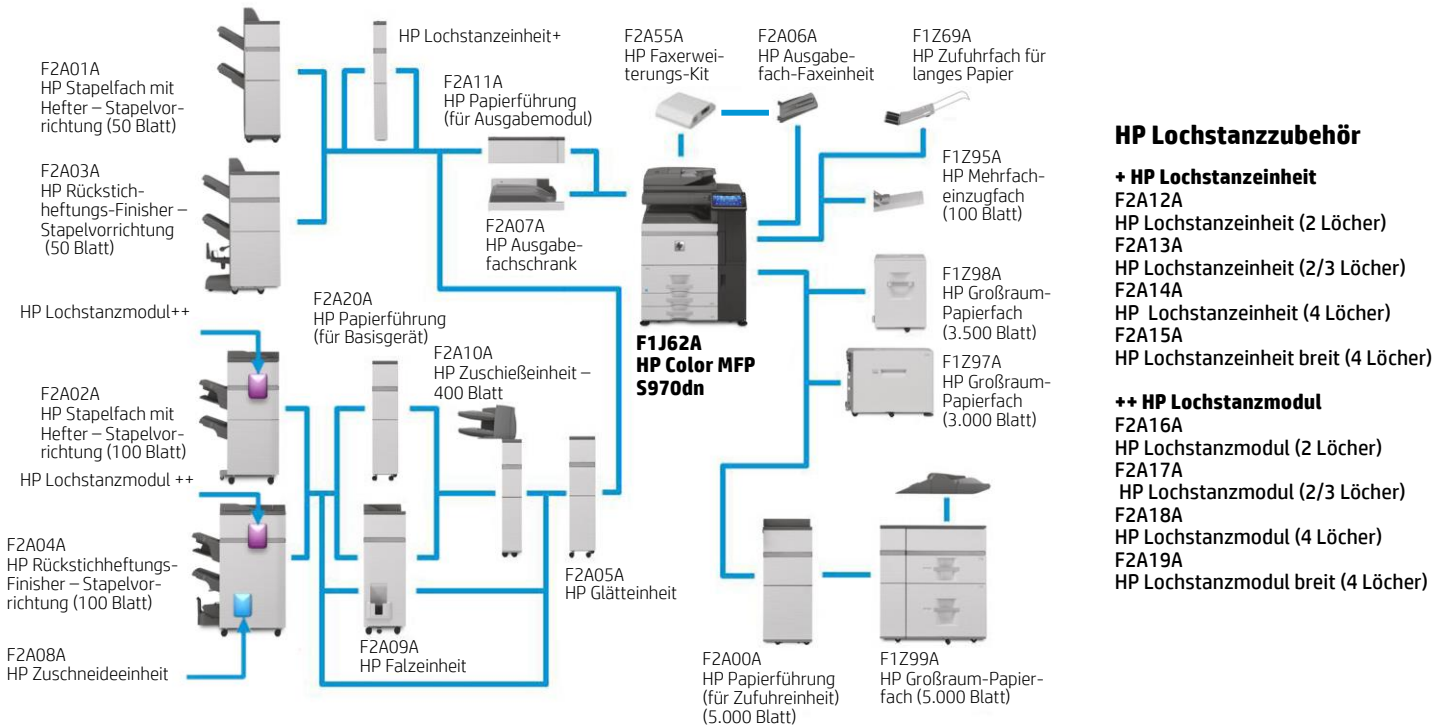 HP Lochstanzeinheit+
F2A01A
HP Stapelfach mit
Hefter – Stapelvor-
richtung (50 Blatt)
F2A03A
HP Rückstich-
heftungs-Finisher –
Stapelvorrichtung
(50 Blatt)
HP Lochstanzmodul++
F2A02A
HP Stapelfach mit
Hefter – Stapelvor-
richtung (100 Blatt)
HP Lochstanzmodul ++
F2A04A
HP Rückstichheftungs-
Finisher – Stapelvor-
richtung (100 Blatt)
F2A08A
HP Zuschneideeinheit
F2A11A
HP Papierführung
(für Ausgabemodul)
F2A07A
HP Ausgabe-
fachschrank
F2A20A
HP Papierführung
(für Basisgerät)
F2A10A
HP Zuschießeinheit –
400 Blatt
F2A09A
HP Falzeinheit
F2A05A
HP Glätteinheit
F2A55A
HP Faxerwei-
terungs-Kit
F2A06A
HP Ausgabe-
fach-Faxeinheit
F1Z69A
HP Zufuhrfach für
langes Papier
F1Z95A
HP Mehrfach-
einzugfach
(100 Blatt)
F1J62A
HP Color MFP
S970dn
F1Z98A
HP Großraum-
Papierfach
(3.500 Blatt)
F1Z97A
HP Großraum-
Papierfach
(3.000 Blatt)
F2A00A
HP Papierführung
(für Zufuhreinheit)
(5.000 Blatt)
F1Z99A
HP Großraum-Papier-
fach (5.000 Blatt)
HP Lochstanzzubehör
+ HP Lochstanzeinheit
F2A12A
HP Lochstanzeinheit (2 Löcher)
F2A13A
HP Lochstanzeinheit (2/3 Löcher)
F2A14A
HP Lochstanzeinheit (4 Löcher)
F2A15A
HP Lochstanzeinheit breit (4 Löcher)
++ HP Lochstanzmodul
F2A16A
HP Lochstanzmodul (2 Löcher)
F2A17A
HP Lochstanzmodul (2/3 Löcher)
F2A18A
HP Lochstanzmodul (4 Löcher)
F2A19A
HP Lochstanzmodul breit (4 Löcher)